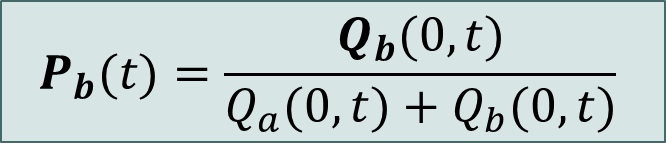 𝑷_𝒃(𝑡) = 𝑸_𝒃(0, 𝑡) / (𝑄_𝑎(0, 𝑡) + 𝑄_𝑏(0, 𝑡))